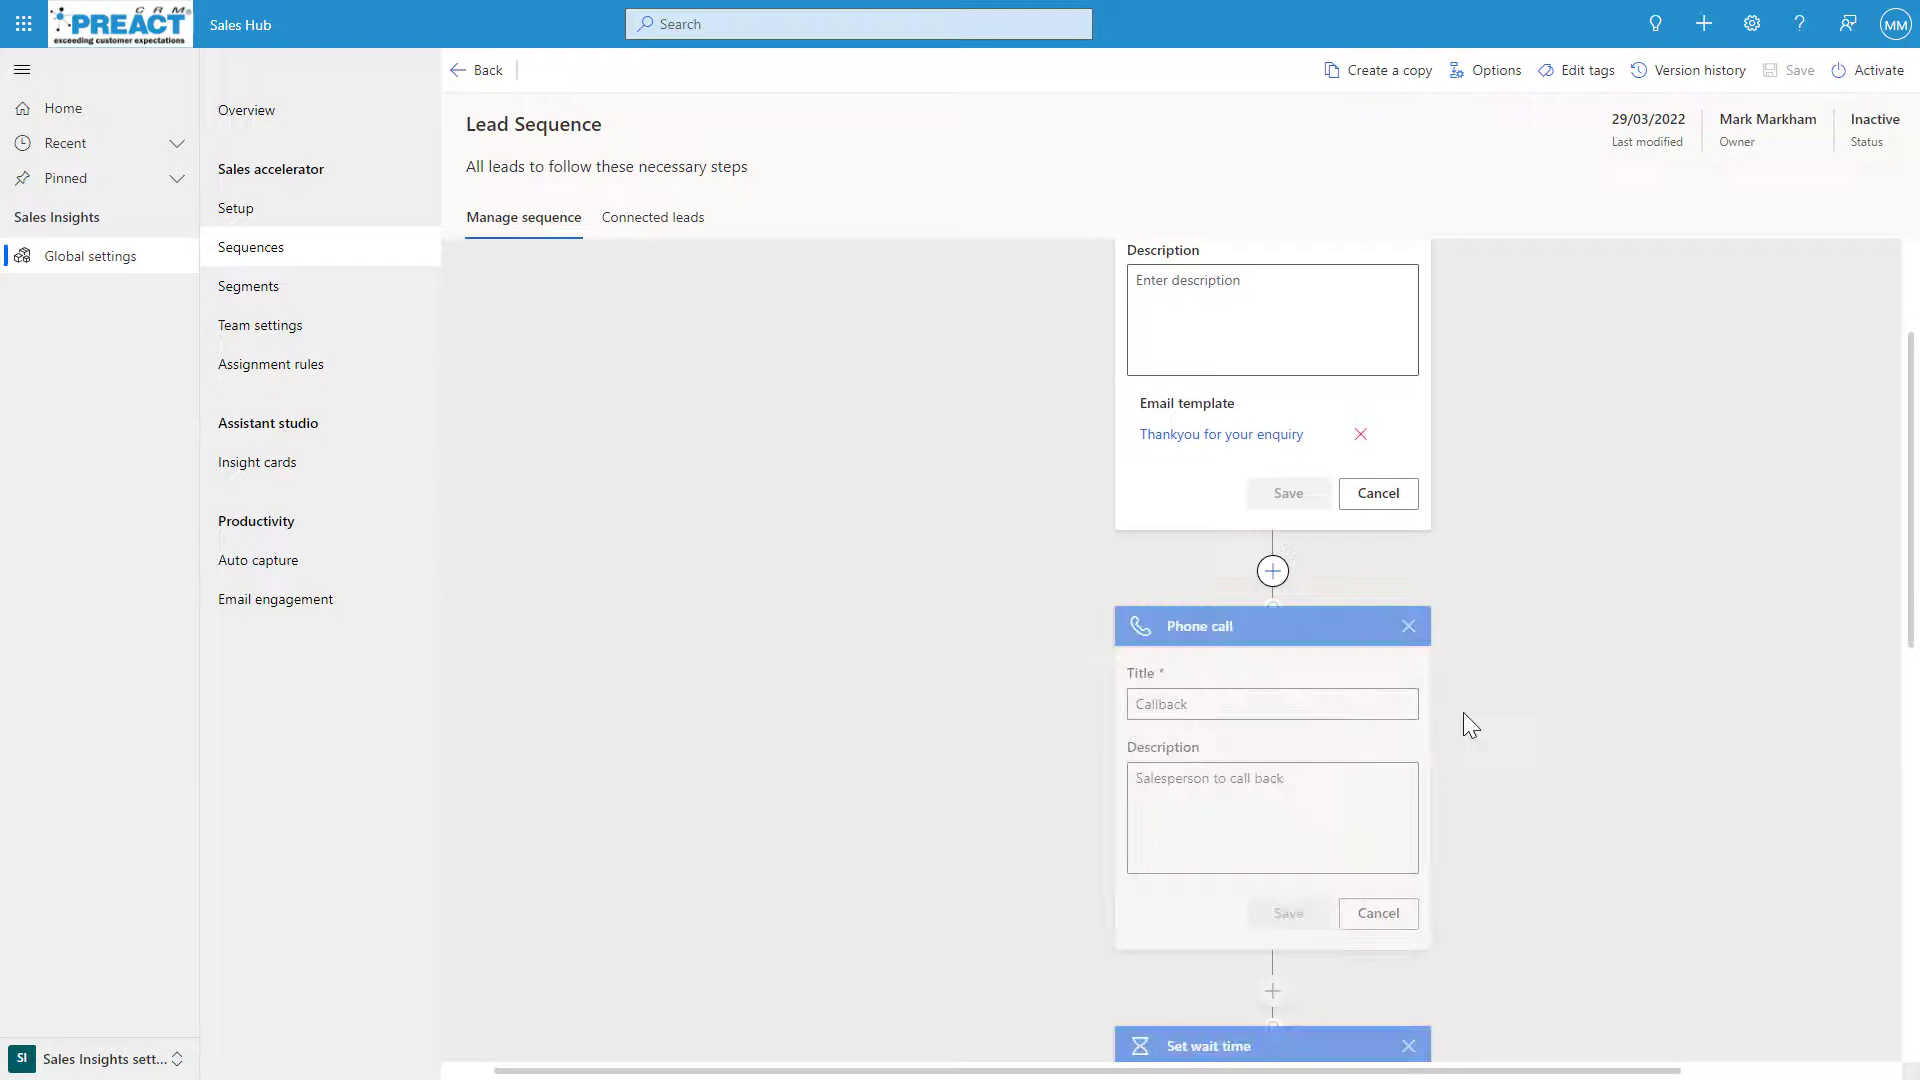 CRM
PREACT
exceeding customer expectations
Sales Hub
Search
MM
Home
Recent
Pinned
Sales Insights
Global settings
SI
Sales Insights sett...
Overview
Sales accelerator
Setup
Sequences
Segments
Team settings
Assignment rules
Assistant studio
Insight cards
Productivity
Auto capture
Email engagement
Back
Create a copy
Options
Edit tags
Version history
Save
Activate
Lead Sequence
29/03/2022
Last modified
Mark Markham
Owner
Inactive
Status
All leads to follow these necessary steps
Manage sequence
Connected leads
Description
Enter description
Email template
Thankyou for your enquiry
Save
Cancel
Phone call
Title *
Callback
Description
Salesperson to call back
Save
Cancel
Set wait time